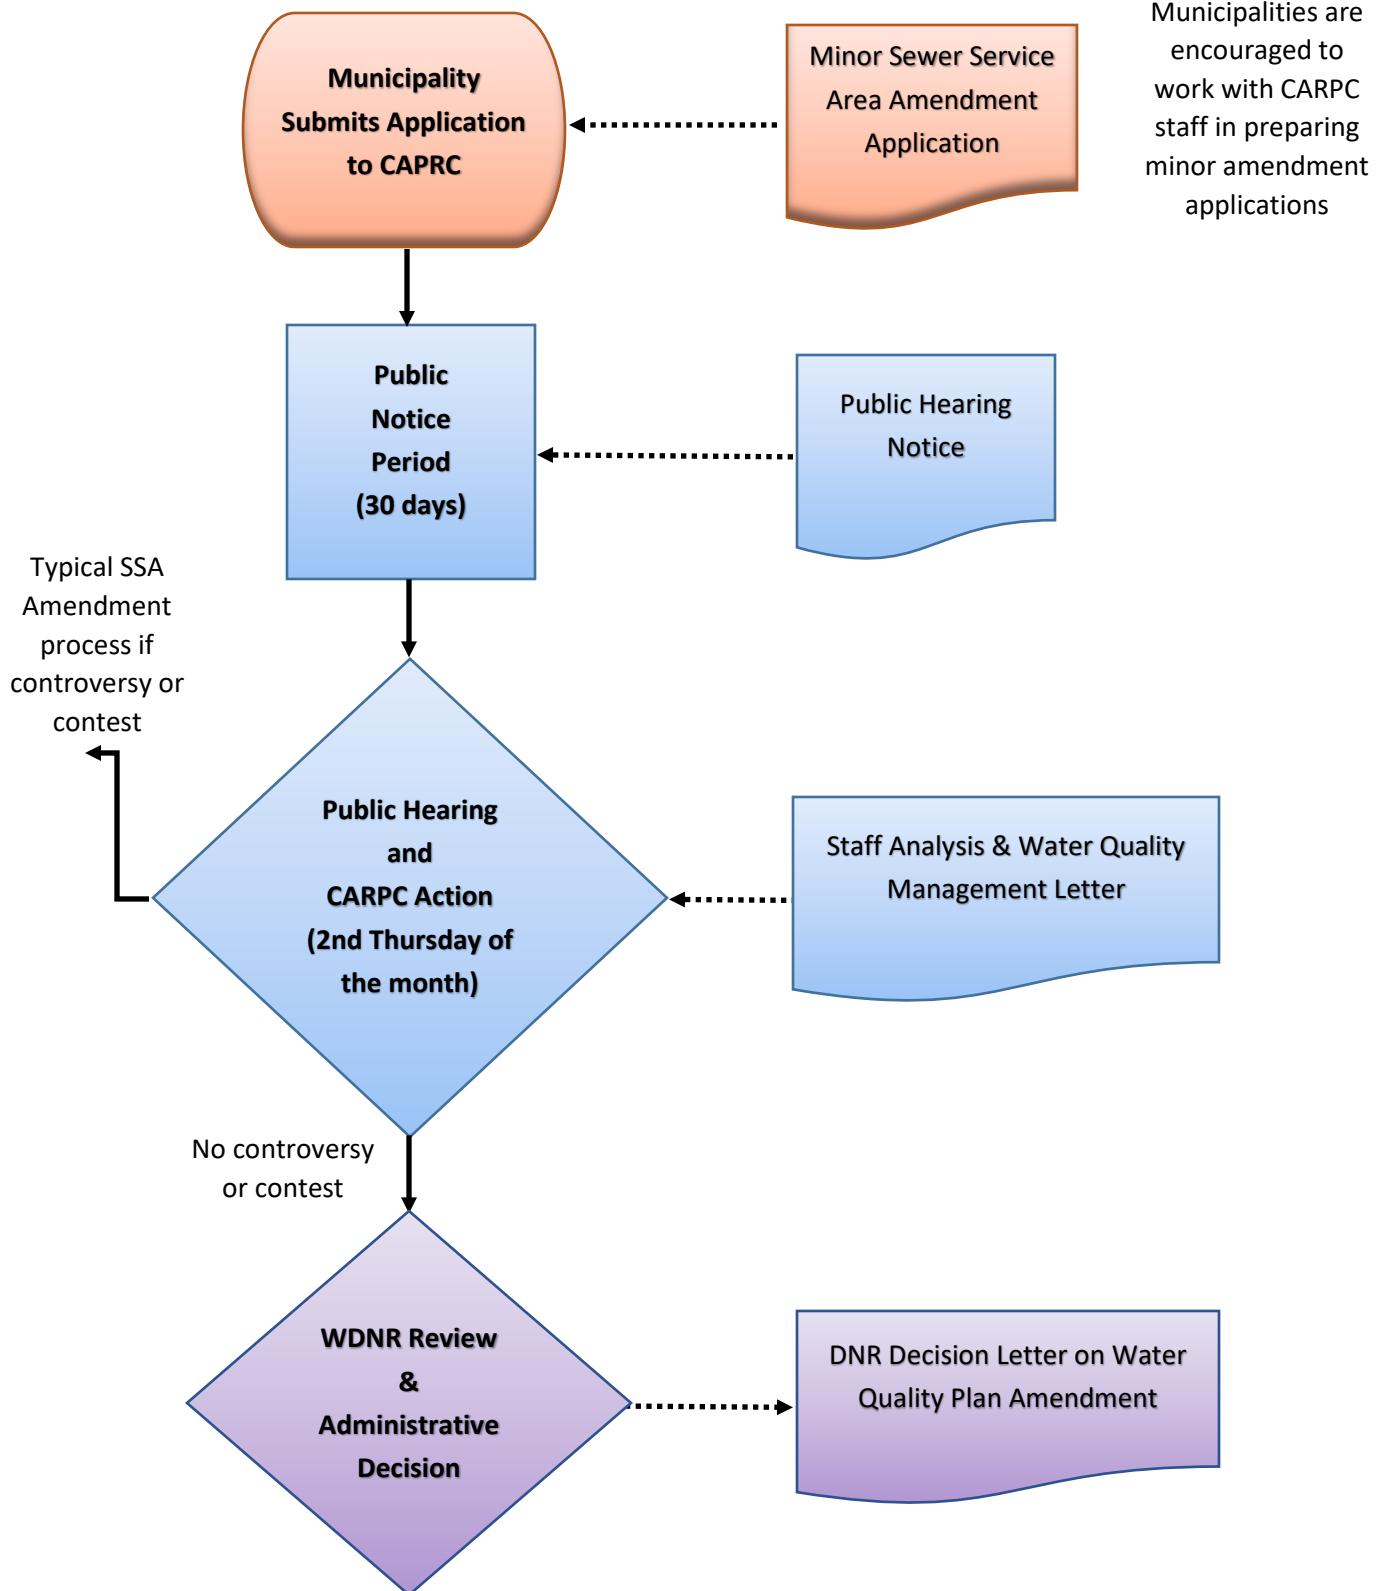 Municipality
Submits Application
to CAPRC
Minor Sewer Service
Area Amendment
Application
Municipalities are
encouraged to
work with CARPC
staff in preparing
minor amendment
applications
Public
Notice
Period
(30 days)
Public Hearing
Notice
Typical SSA
Amendment
process if
controversy or
contest
Public Hearing
and
CARPC Action
(2nd Thursday of
the month)
Staff Analysis & Water Quality
Management Letter
No controversy
or contest
WDNR Review
&
Administrative
Decision
DNR Decision Letter on Water
Quality Plan Amendment